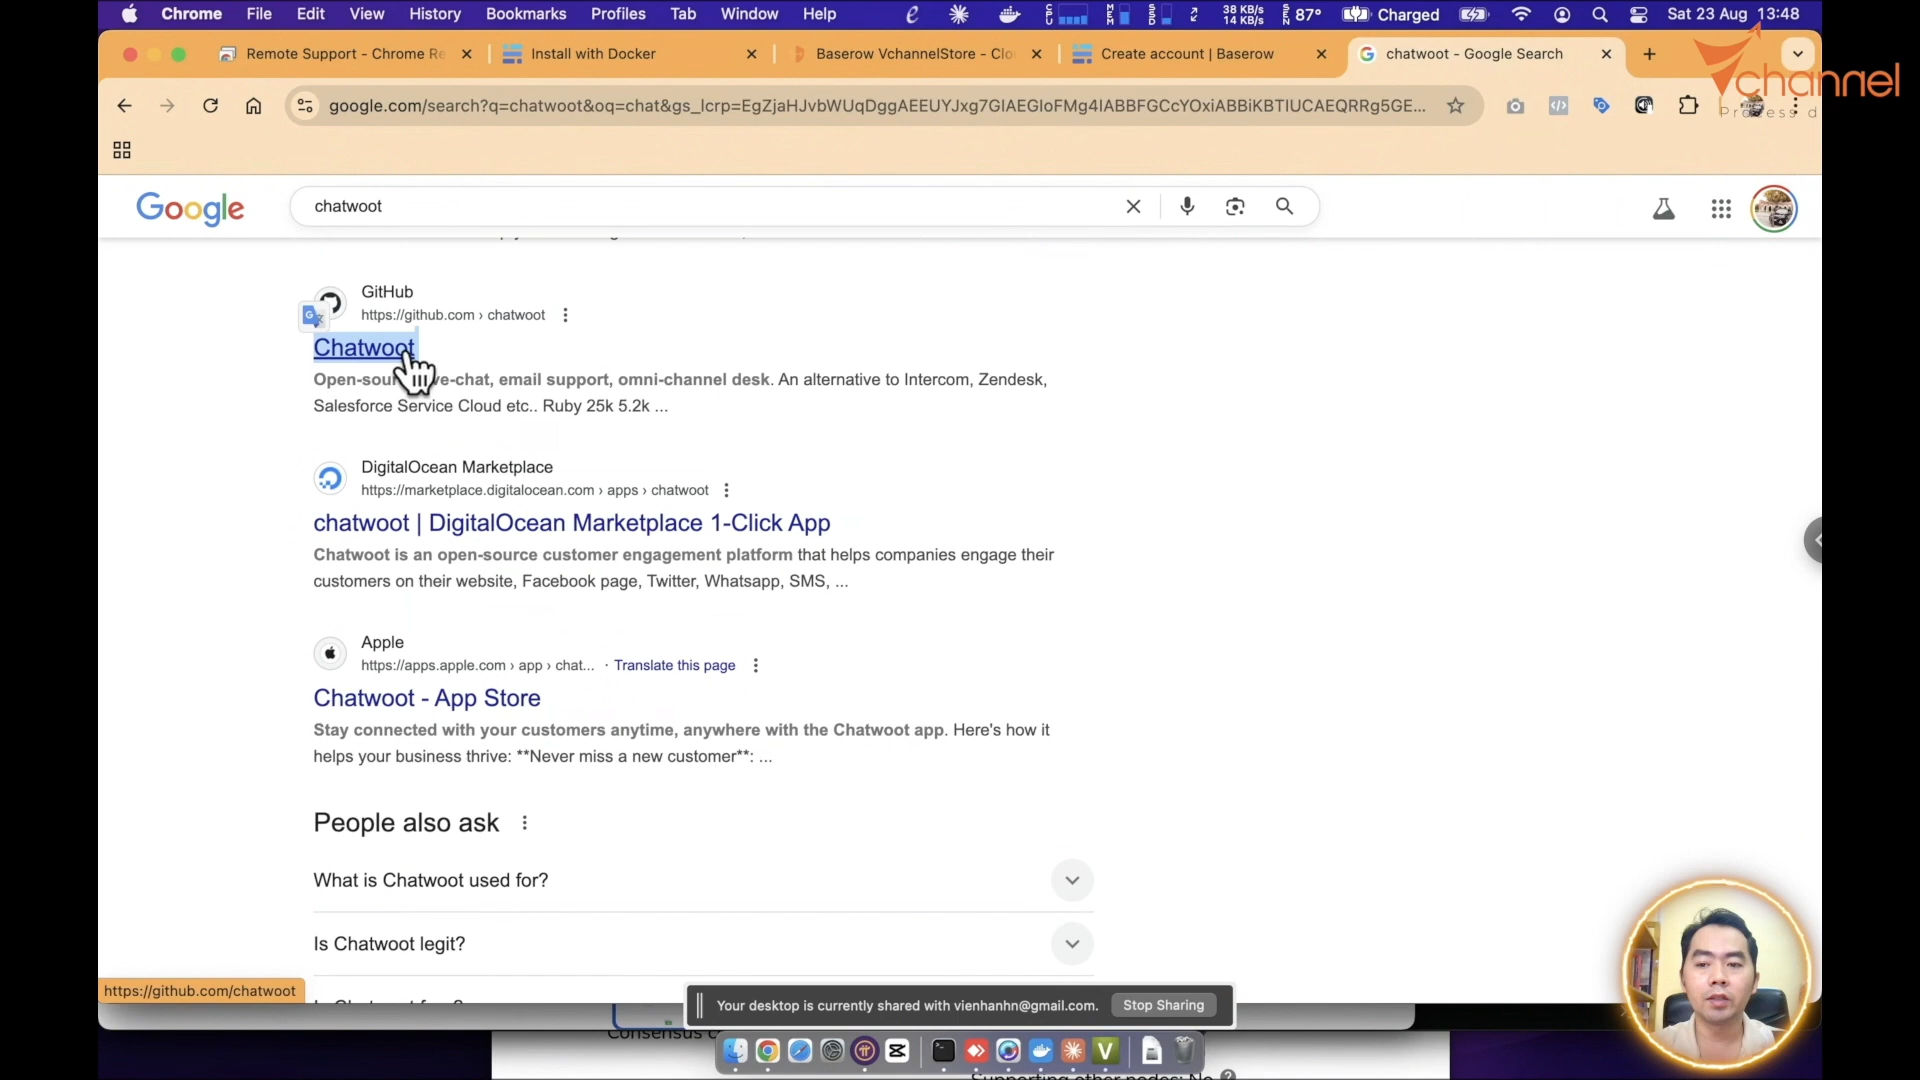 Chrome File Edit View History Bookmarks Profiles Tab Window Help 38 KB/s 14 KB/s 87° Charged Sat 23 Aug 13:48
Remote Support - Chrome Re
Install with Docker
Baserow VchannelStore - Clo
Create account | Baserow
chatwoot - Google Search
Vchannel
google.com/search?q=chatwoot&oq=chat&gs_lcrp=EgZjaHJvbWUqDggAEEUYJxg7GIAEGIoFMg4IABBFGCcYOxiABBiKBTIUCAEQRRg5GE...
Google
chatwoot
GitHub
https://github.com › chatwoot
Chatwoot
Open-sou e-chat, email support, omni-channel desk. An alternative to Intercom, Zendesk,
Salesforce Service Cloud etc.. Ruby 25k 5.2k ...
DigitalOcean Marketplace
https://marketplace.digitalocean.com › apps › chatwoot
chatwoot | DigitalOcean Marketplace 1-Click App
Chatwoot is an open-source customer engagement platform that helps companies engage their
customers on their website, Facebook page, Twitter, Whatsapp, SMS, ...
Apple
https://apps.apple.com › app › chat... · Translate this page
Chatwoot - App Store
Stay connected with your customers anytime, anywhere with the Chatwoot app. Here's how it
helps your business thrive: **Never miss a new customer**: ...
People also ask
What is Chatwoot used for?
Is Chatwoot legit?
https://github.com/chatwoot
Your desktop is currently shared with vienhanhn@gmail.com. Stop Sharing
Consensus
Supporting other nodes: No